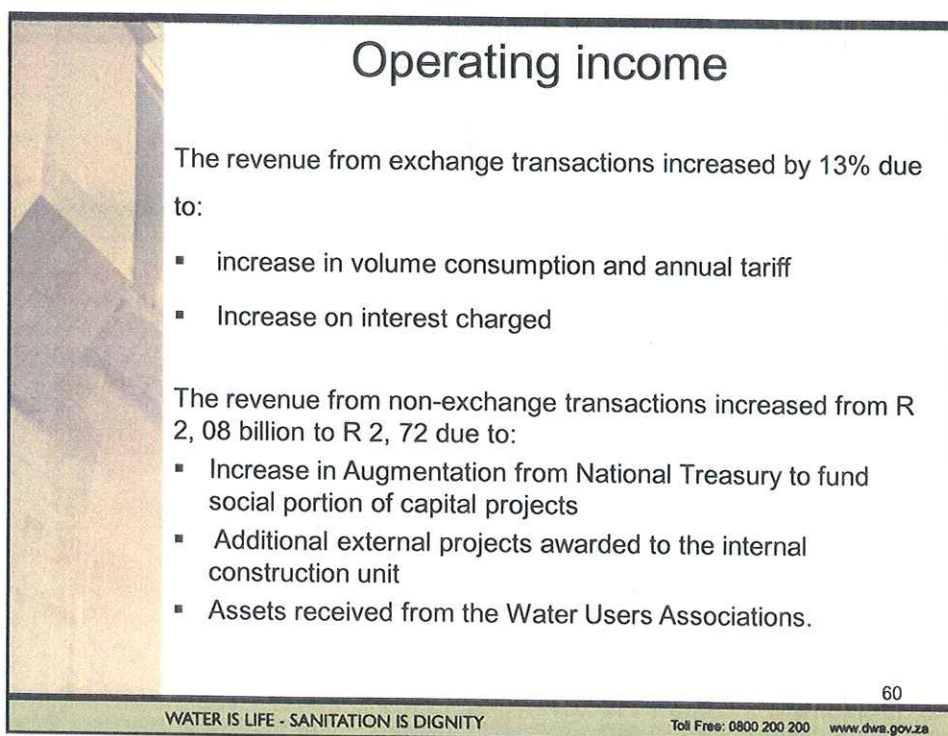 Operating income
The revenue from exchange transactions increased by 13% due
to:
▪ increase in volume consumption and annual tariff
▪ Increase on interest charged
The revenue from non-exchange transactions increased from R
2, 08 billion to R 2, 72 due to:
▪ Increase in Augmentation from National Treasury to fund
social portion of capital projects
▪ Additional external projects awarded to the internal
construction unit
▪ Assets received from the Water Users Associations.
60
WATER IS LIFE - SANITATION IS DIGNITY
Toll Free: 0800 200 200 www.dwa.gov.za